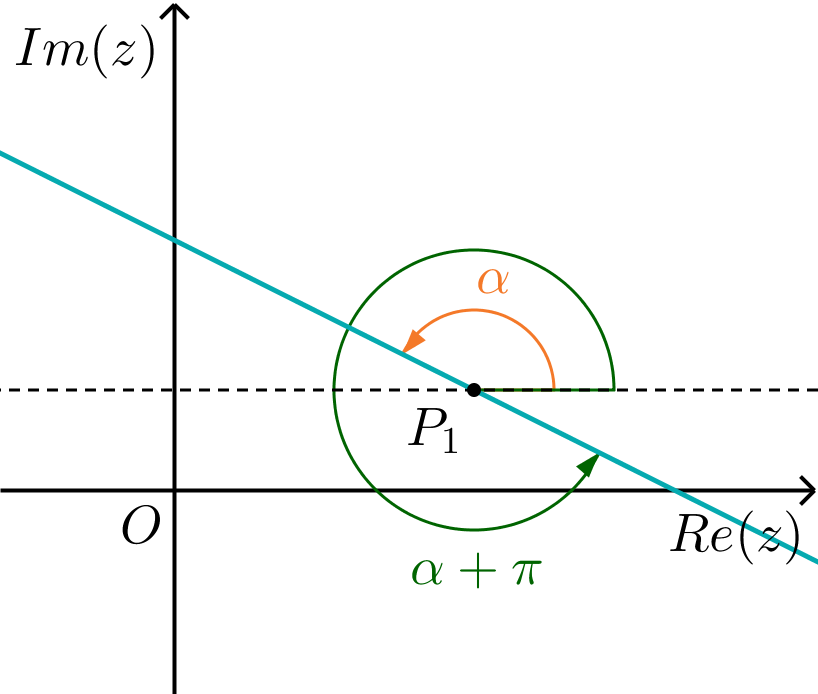 Im(z)
α
P₁
O
Re(z)
α + π